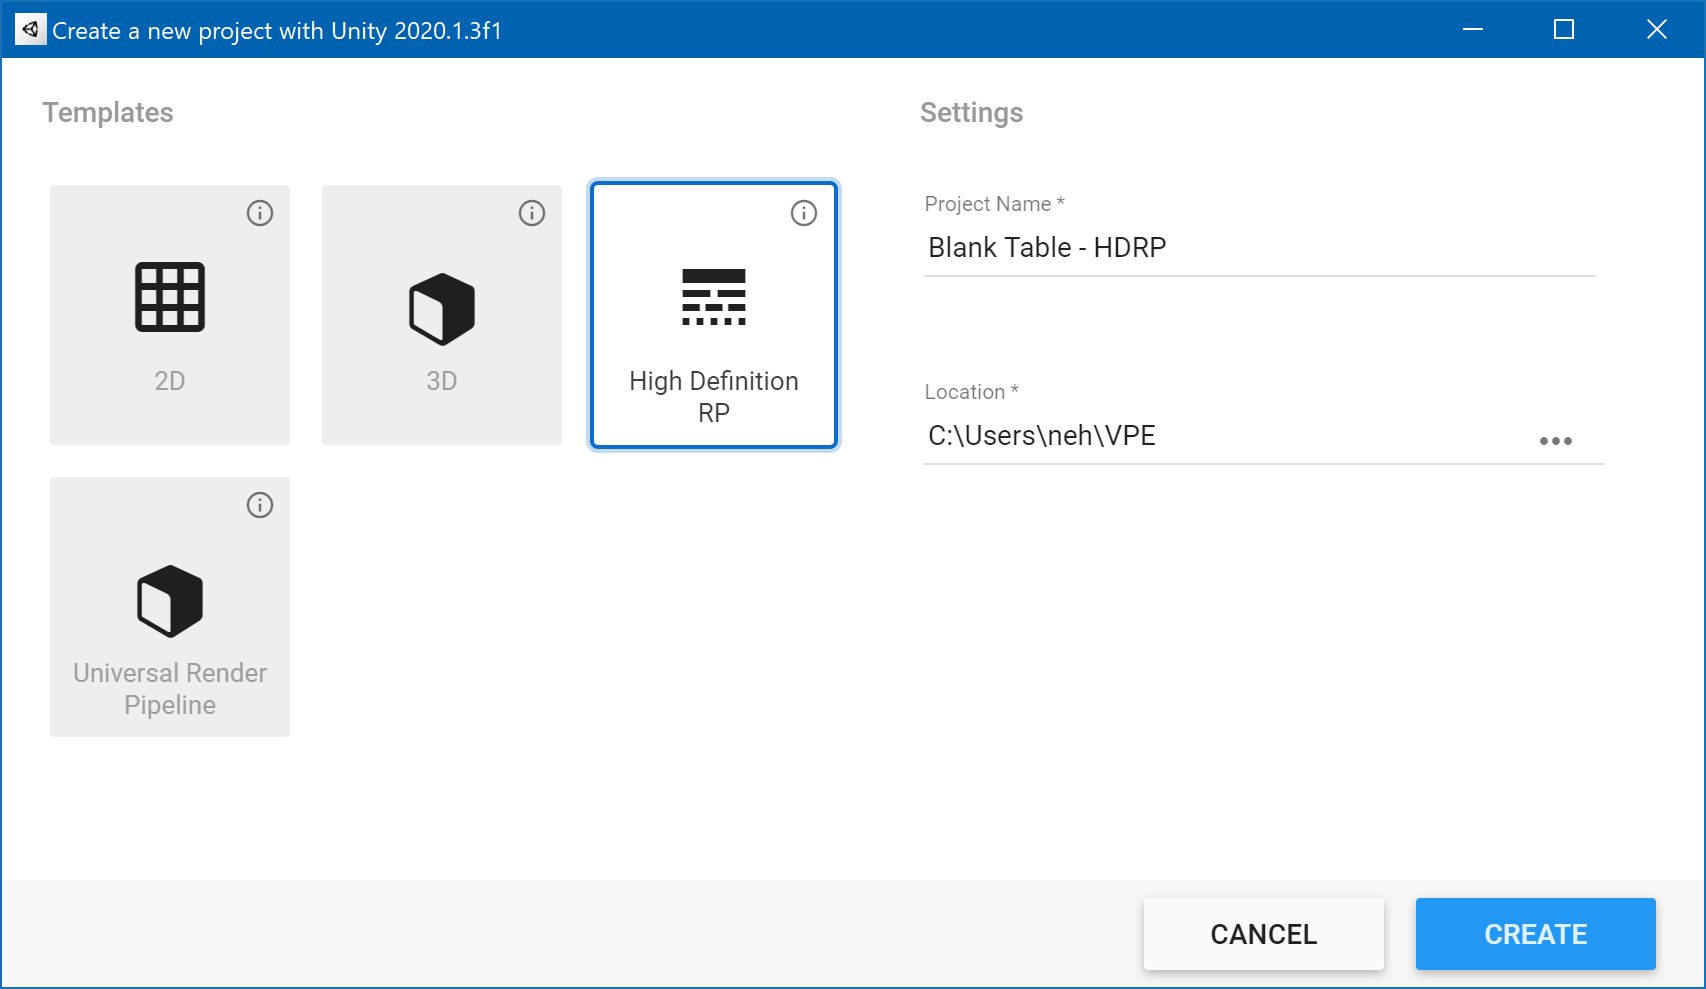 Create a new project with Unity 2020.1.3f1
Templates
2D
3D
High Definition
RP
Universal Render
Pipeline
Settings
Project Name *
Blank Table - HDRP
Location *
C:\Users\neh\VPE
CANCEL
CREATE